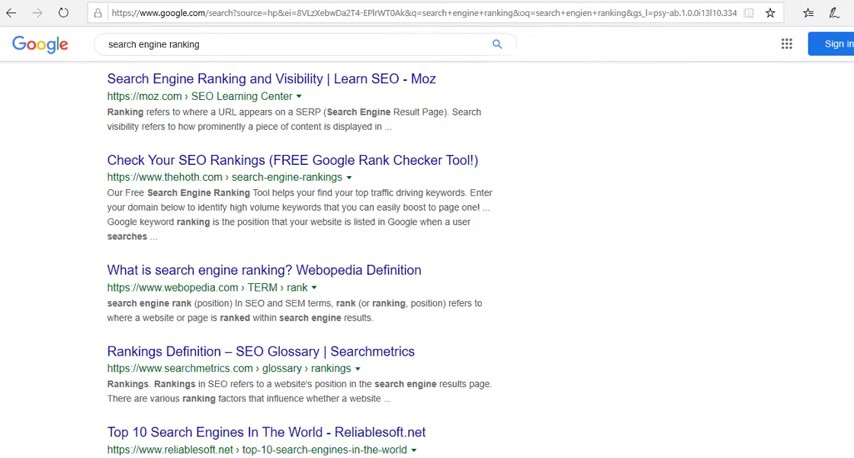 https://www.google.com/search?source=hp&ei=8VLzXebwDa2T4-EPlrWT0Ak&q=search+engine+ranking&oq=search+engien+ranking&gs_l=psy-ab.1.0.0i13l10.334
Google
search engine ranking
Sign in
Search Engine Ranking and Visibility | Learn SEO - Moz
https://moz.com › SEO Learning Center
Ranking refers to where a URL appears on a SERP (Search Engine Result Page). Search
visibility refers to how prominently a piece of content is displayed in ...
Check Your SEO Rankings (FREE Google Rank Checker Tool!)
https://www.thehoth.com › search-engine-rankings
Our Free Search Engine Ranking Tool helps your find your top traffic driving keywords. Enter
your domain below to identify high volume keywords that you can easily boost to page one! ...
Google keyword ranking is the position that your website is listed in Google when a user
searches ...
What is search engine ranking? Webopedia Definition
https://www.webopedia.com › TERM › rank
search engine rank (position) In SEO and SEM terms, rank (or ranking, position) refers to
where a website or page is ranked within search engine results.
Rankings Definition – SEO Glossary | Searchmetrics
https://www.searchmetrics.com › glossary › rankings
Rankings. Rankings in SEO refers to a website's position in the search engine results page.
There are various ranking factors that influence whether a website ...
Top 10 Search Engines In The World - Reliablesoft.net
https://www.reliablesoft.net › top-10-search-engines-in-the-world